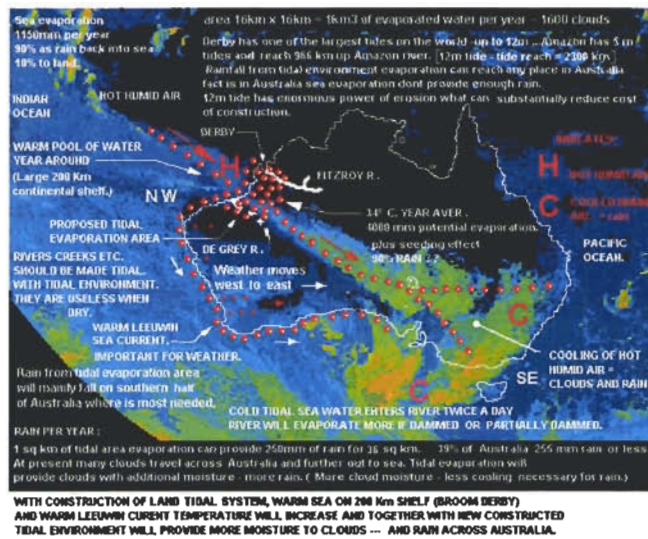 Sea evaporation
1150mm per year
90% as rain back into sea
10% to land.
area 16km x 16km = 1km3 of evaporated water per year - 1600 clouds
Derby has one of the largest tides on the world -up to 12m ... Amazon has 5 m
tides and reach 966 km up Amazon river. [12m tide - tide reach = 2300 km]
Rainfall from tidal environment evaporation can reach any place in Australia
fact is in Australia sea evaporation dont provide enough rain.
12m tide has enormous power of erosion what can substantially reduce cost
of construction.
HOT HUMID AIR
INDIAN
OCEAN
DERBY
WARM POOL OF WATER
YEAR AROUND
(Large 200 Km
continental shelf.)
H
FITZROY R.
H
HOT HUMID AIR
C
COOLED HUMID
AIR = rain
NW
34° C. YEAR AVER.
4000 mm potential evaporation.
plus seeding effect
90% RAIN ??
PROPOSED TIDAL
EVAPORATION AREA
DE GREY R.
PACIFIC
OCEAN.
RIVERS CREEKS ETC.
SHOULD BE MADE TIDAL.
WITH TIDAL ENVIRONMENT.
THEY ARE USELESS WHEN
DRY.
Weather moves
west to east
WARM LEEUWIN
SEA CURRENT.
IMPORTANT FOR WEATHER.
C
COOLING OF HOT
HUMID AIR =
CLOUDS AND RAIN
SE
C
Rain from tidal evaporation area
will mainly fall on southern half
of Australia where is most needed.
COLD TIDAL SEA WATER ENTERS RIVER TWICE A DAY
RIVER WILL EVAPORATE MORE IF DAMMED OR PARTIALLY DAMMED.
RAIN PER YEAR :
1 sq km of tidal area evaporation can provide 250mm of rain for 16 sq km. 39% of Australia 255 mm rain or less
At present many clouds travel across Australia and further out to sea. Tidal evaporation will
provide clouds with additional moisture - more rain. ( More cloud moisture - less cooling necessary for rain.)
WITH CONSTRUCTION OF LAND TIDAL SYSTEM, WARM SEA ON 200 Km SHELF (BROOM DERBY)
AND WARM LEEUWIN CURENT TEMPERATURE WILL INCREASE AND TOGETHER WITH NEW CONSTRUCTED
TIDAL ENVIRONMENT WILL PROVIDE MORE MOISTURE TO CLOUDS --- AND RAIN ACROSS AUSTRALIA.